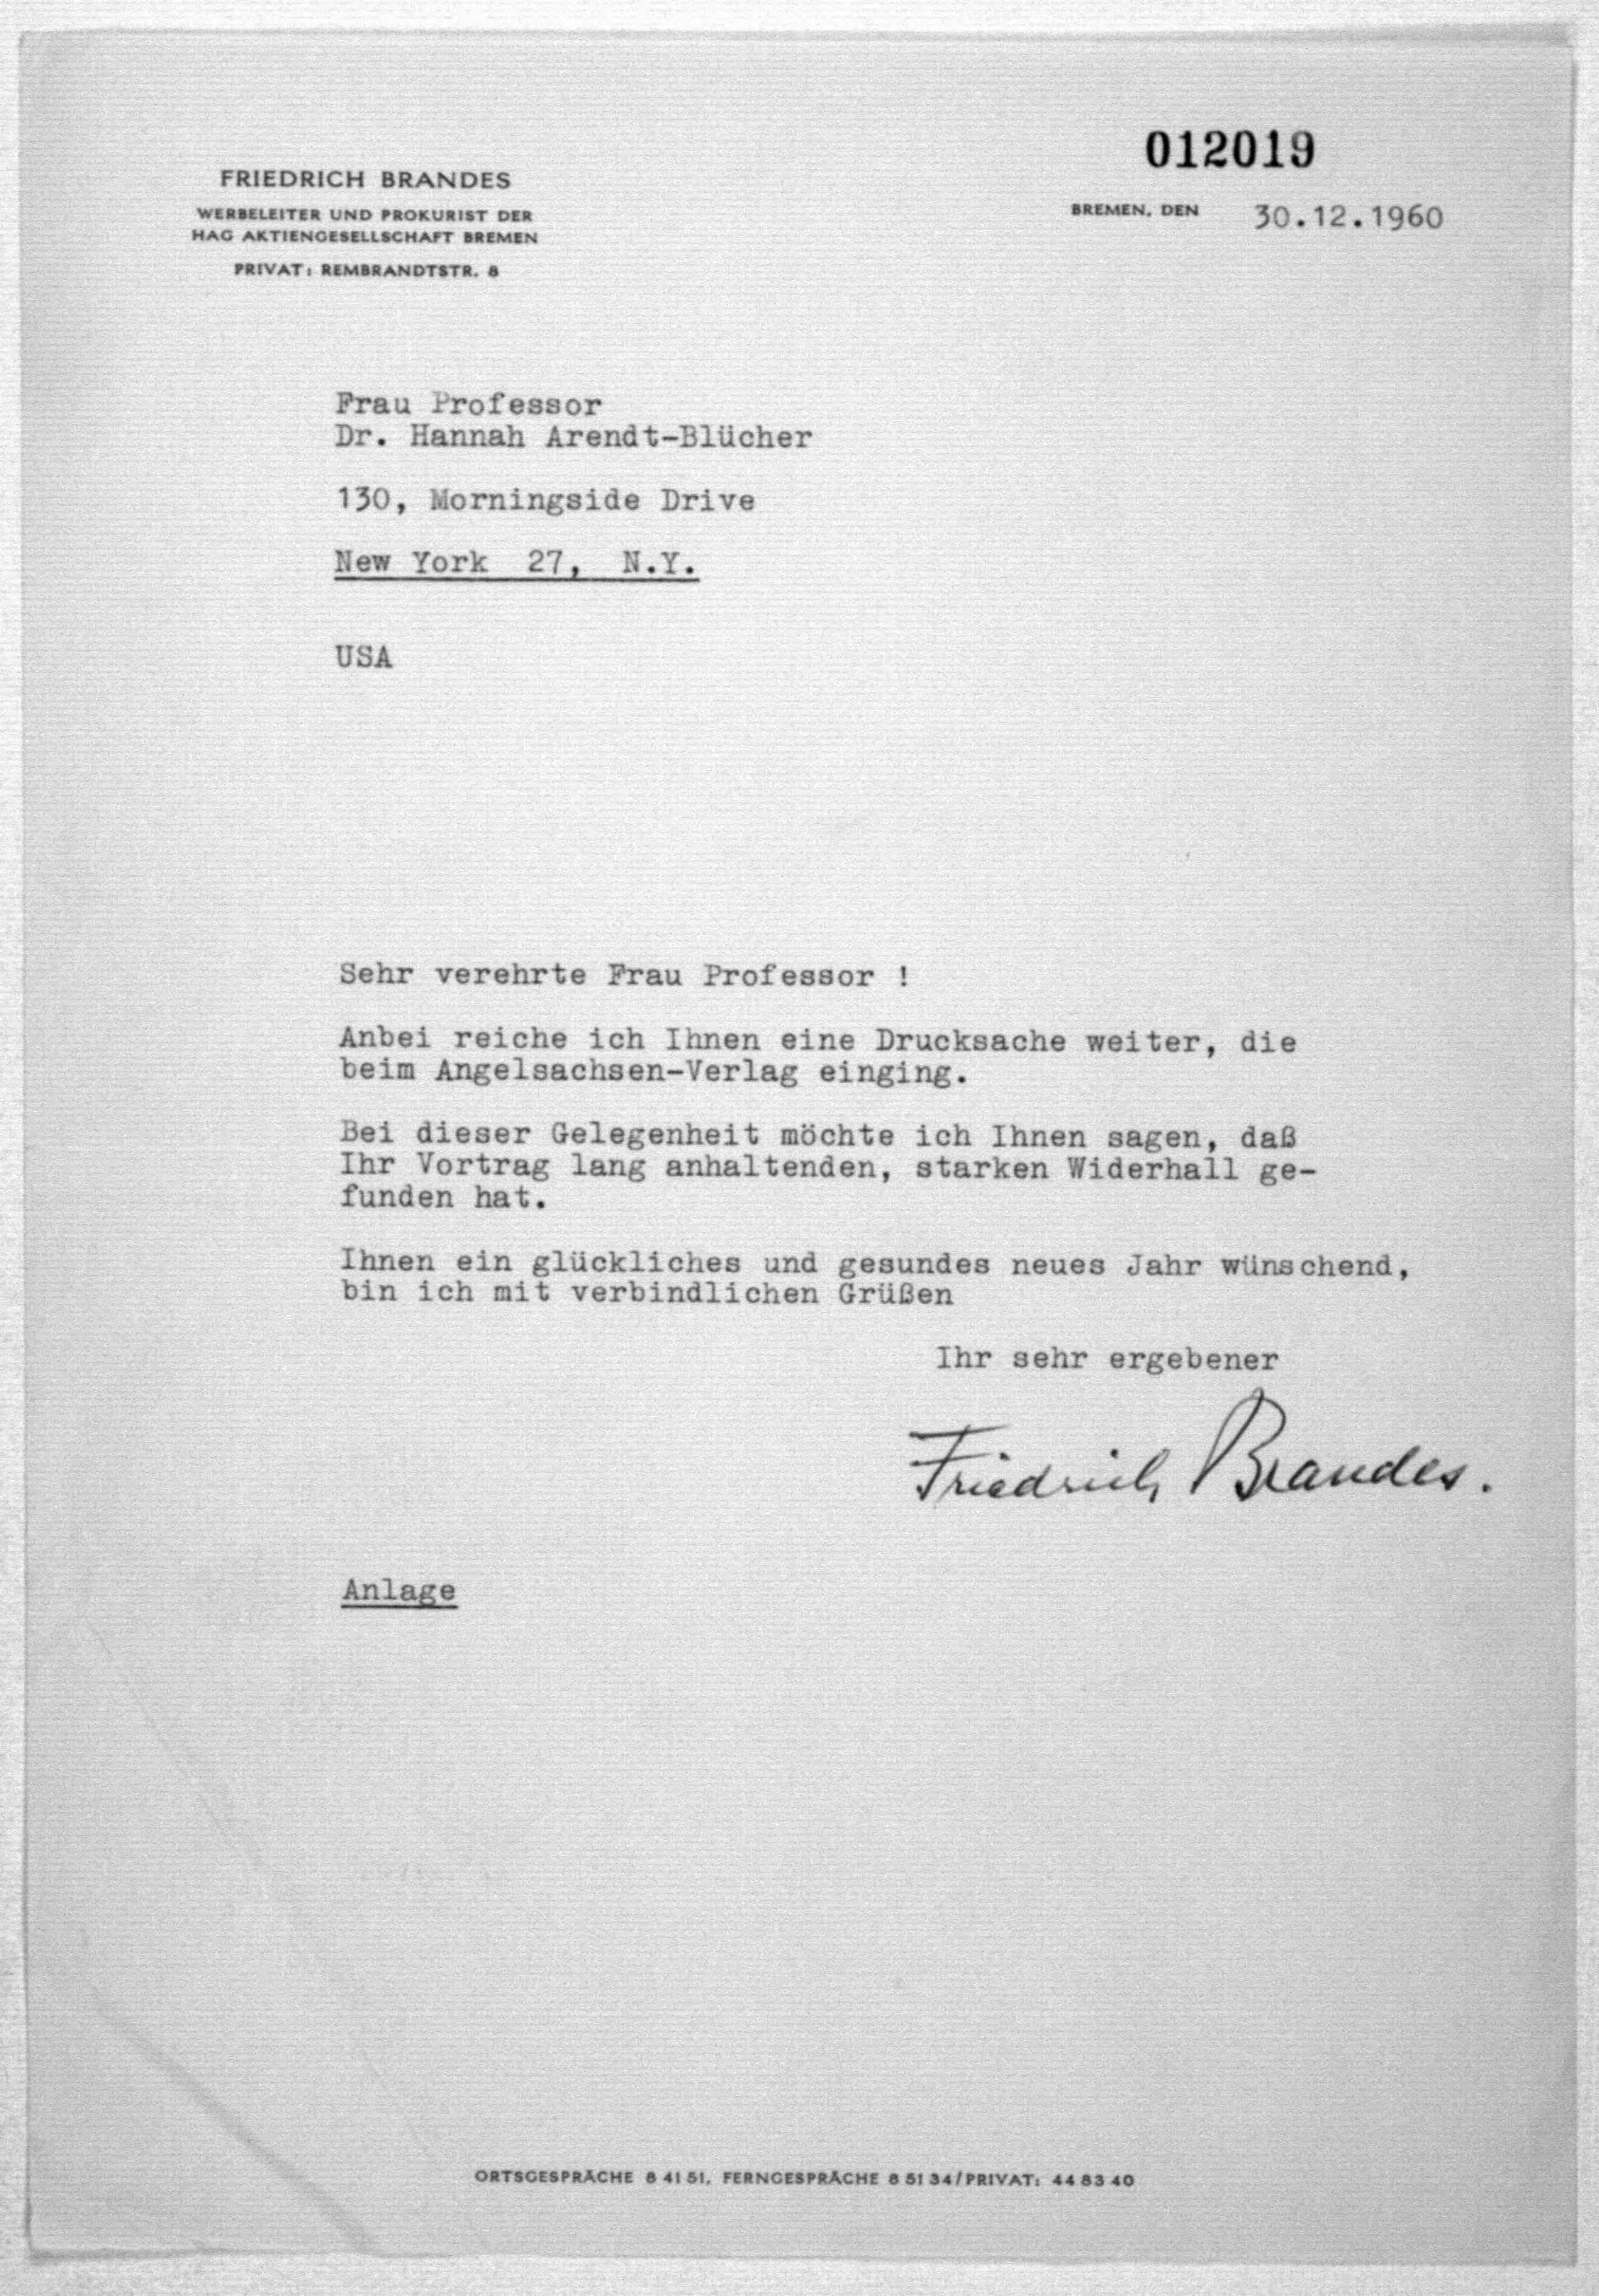 012019
FRIEDRICH BRANDES
WERBELEITER UND PROKURIST DER
HAG AKTIENGESELLSCHAFT BREMEN
PRIVAT: REMBRANDTSTR. 8
BREMEN, DEN 30.12.1960
Frau Professor
Dr. Hannah Arendt-Blücher
130, Morningside Drive
New York 27, N.Y.
USA
Sehr verehrte Frau Professor !
Anbei reiche ich Ihnen eine Drucksache weiter, die
beim Angelsachsen-Verlag einging.
Bei dieser Gelegenheit möchte ich Ihnen sagen, daß
Ihr Vortrag lang anhaltenden, starken Widerhall ge-
funden hat.
Ihnen ein glückliches und gesundes neues Jahr wünschend,
bin ich mit verbindlichen Grüßen
Ihr sehr ergebener
Friedrich Brandes.
Anlage
ORTSGESPRÄCHE 8 41 51, FERNGESPRÄCHE 8 51 34/PRIVAT: 44 83 40